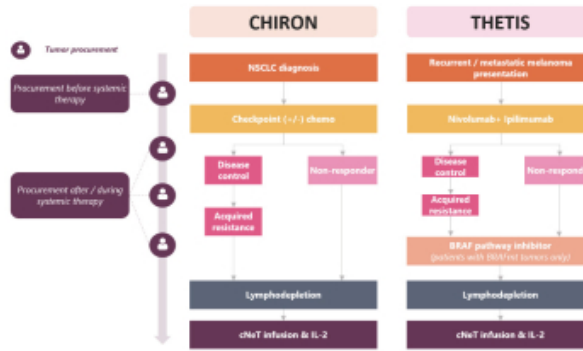 CHIRON
THETIS
Tumor procurement
Procurement before systemic
therapy
Procurement after / during
systemic therapy
NSCLC diagnosis
Checkpoint (+/-) chemo
Disease
control
Non-responder
Acquired
resistance
Lymphodepletion
cNeT infusion & IL-2
Recurrent / metastatic melanoma
presentation
Nivolumab+ Ipilimumab
Disease
control
Non-respond
Acquired
resistance
BRAF pathway inhibitor
(patients with BRAFmt tumors only)
Lymphodepletion
cNeT infusion & IL-2